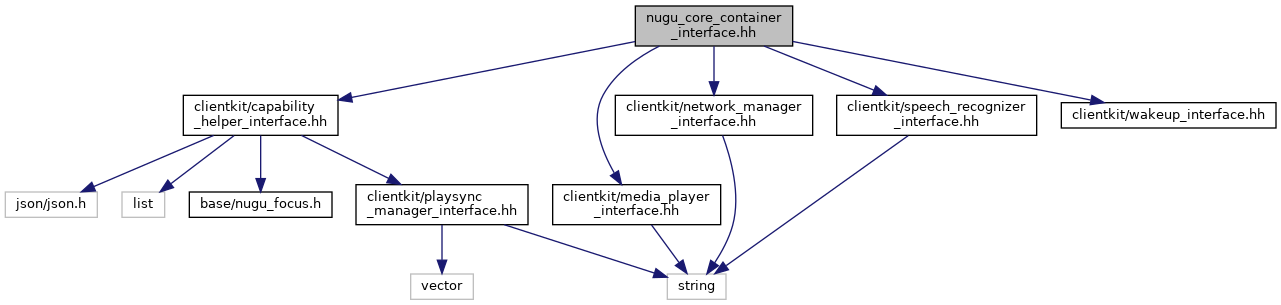 nugu_core_container
_interface.hh
clientkit/capability
_helper_interface.hh
clientkit/network_manager
_interface.hh
clientkit/speech_recognizer
_interface.hh
clientkit/wakeup_interface.hh
json/json.h
list
base/nugu_focus.h
clientkit/playsync
_manager_interface.hh
clientkit/media_player
_interface.hh
vector
string